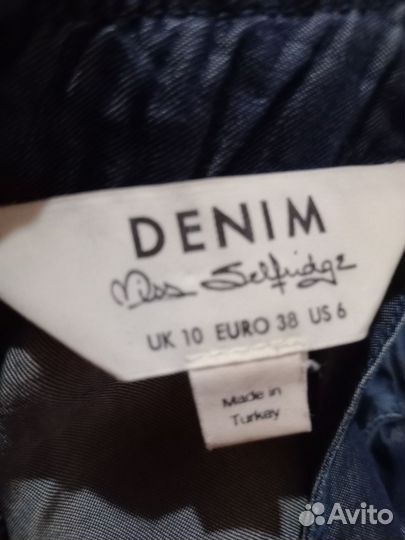 DENIM
Miss Selfridge
UK 10 EURO 38 US 6
Made in
Turkey
Avito